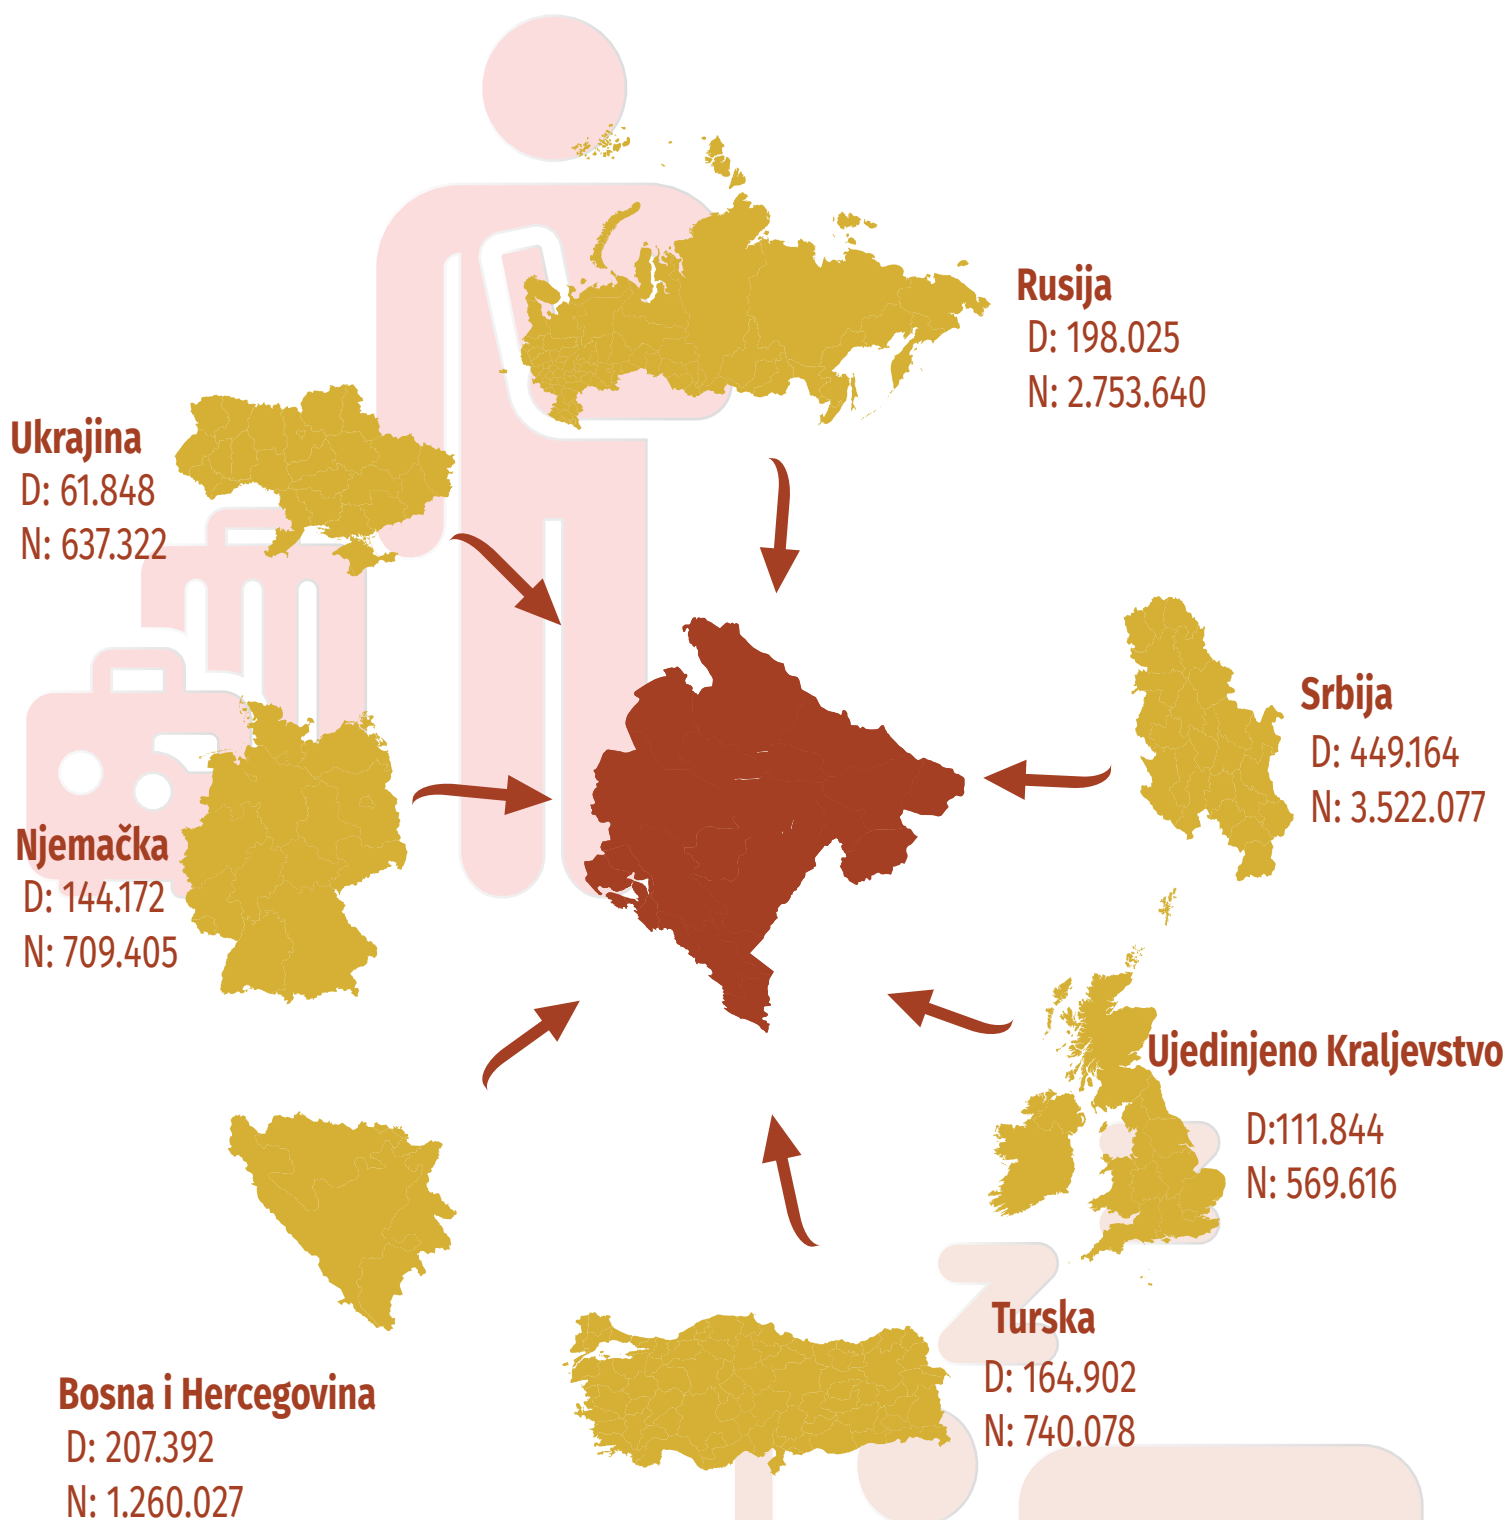 Rusija
D: 198.025
N: 2.753.640
Ukrajina
D: 61.848
N: 637.322
Srbija
D: 449.164
N: 3.522.077
Njemačka
D: 144.172
N: 709.405
Ujedinjeno Kraljevstvo
D:111.844
N: 569.616
Turska
D: 164.902
N: 740.078
Bosna i Hercegovina
D: 207.392
N: 1.260.027